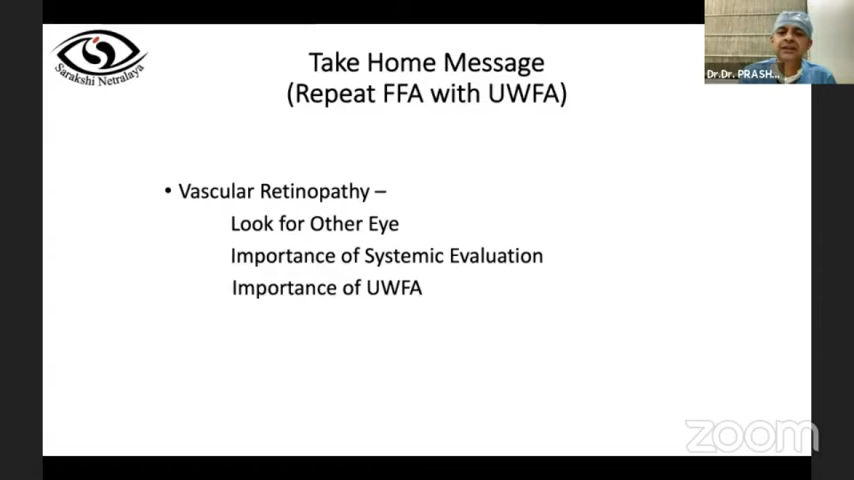 Sarakshi Netralaya
Take Home Message
(Repeat FFA with UWFA)
Dr.Dr. PRASH...
• Vascular Retinopathy –
Look for Other Eye
Importance of Systemic Evaluation
Importance of UWFA
zoom